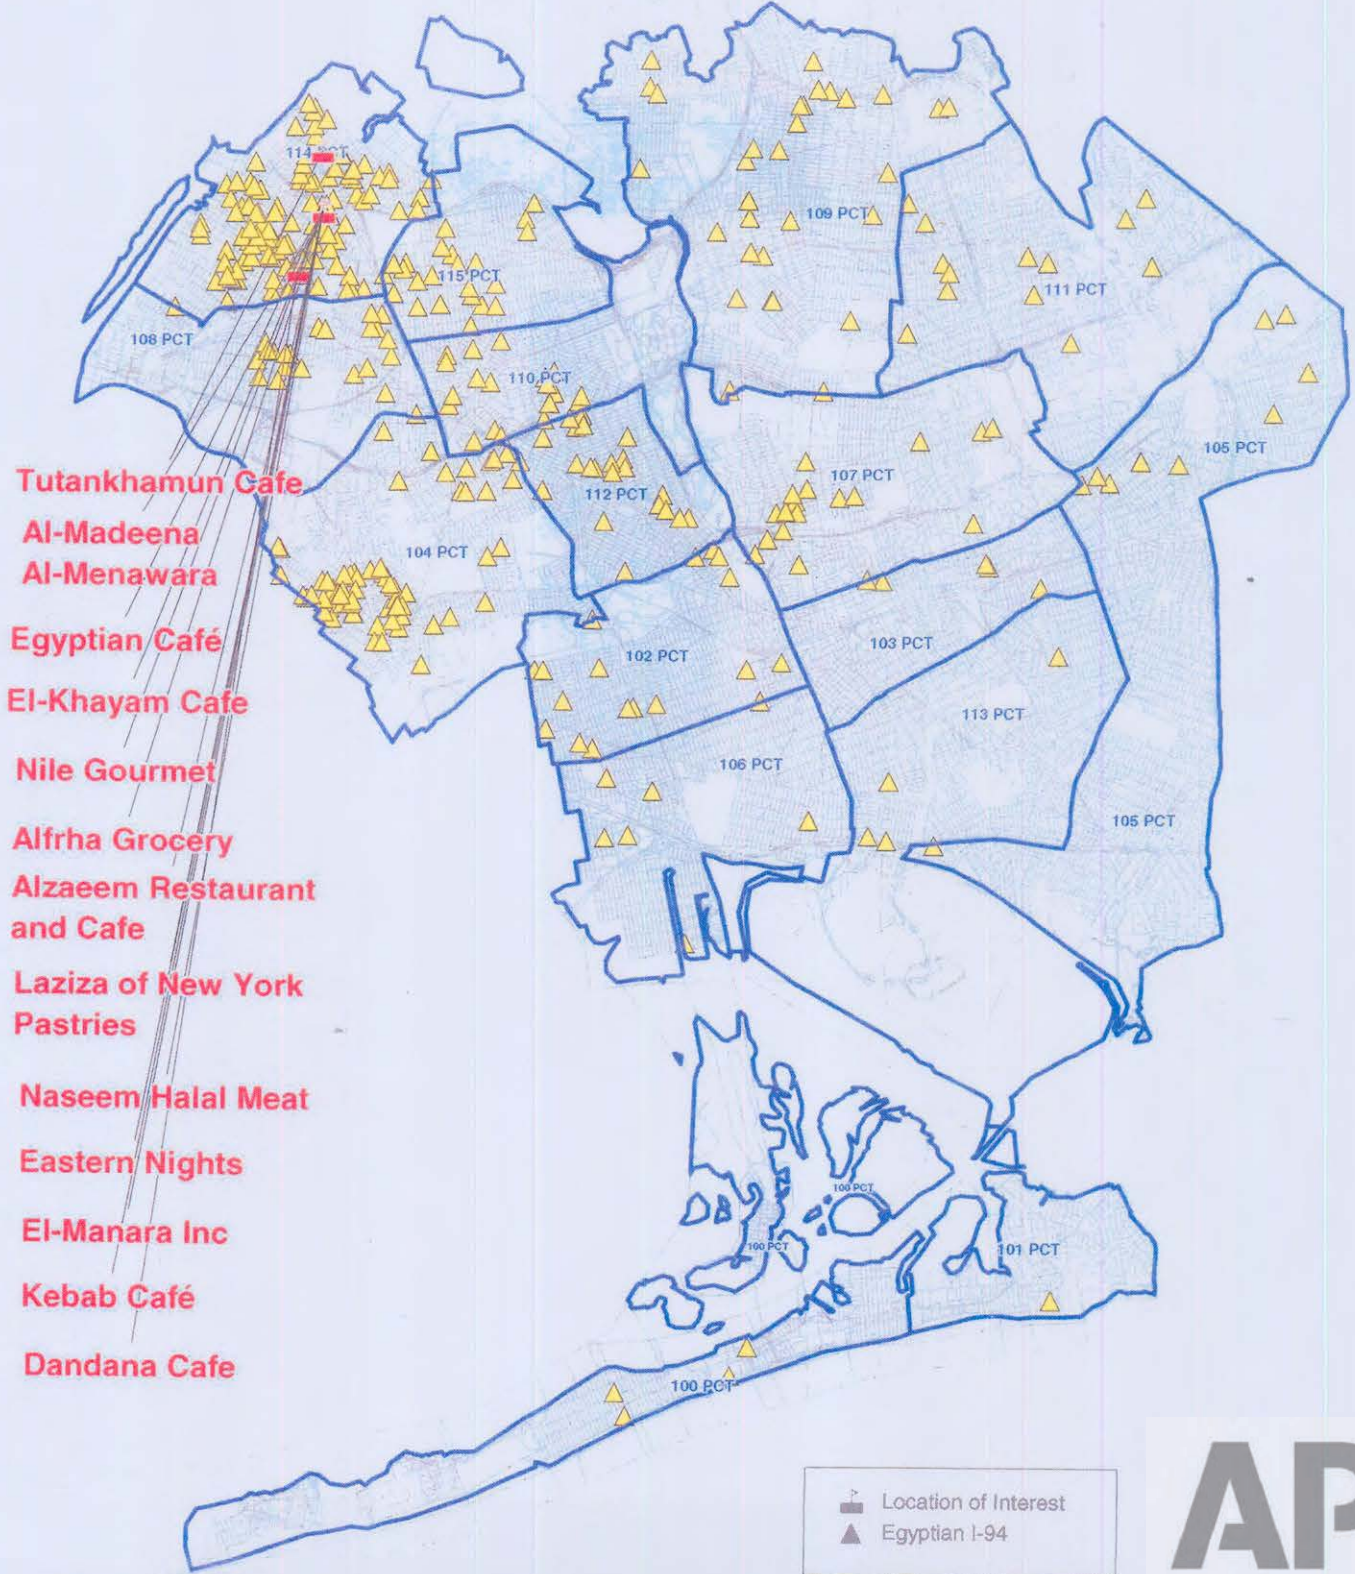 114 PCT
109 PCT
115 PCT
111 PCT
108 PCT
110 PCT
105 PCT
107 PCT
112 PCT
104 PCT
103 PCT
102 PCT
113 PCT
106 PCT
105 PCT
100 PCT
100 PCT
101 PCT
100 PCT
Tutankhamun Cafe
Al-Madeena
Al-Menawara
Egyptian Café
El-Khayam Cafe
Nile Gourmet
Alfrha Grocery
Alzaeem Restaurant
and Cafe
Laziza of New York
Pastries
Naseem Halal Meat
Eastern Nights
El-Manara Inc
Kebab Café
Dandana Cafe
Location of Interest
Egyptian I-94
AP